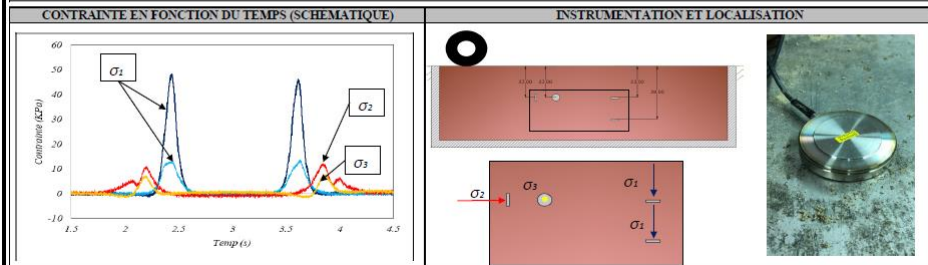 CONTRAINTE EN FONCTION DU TEMPS (SCHEMATIQUE)
INSTRUMENTATION ET LOCALISATION
60
50
40
30
20
10
0
-10
Contrainte (KPa)
1.5
2
2.5
3
3.5
4
4.5
Temp (s)
σ1
σ2
σ3
σ2
σ3
σ1
σ1